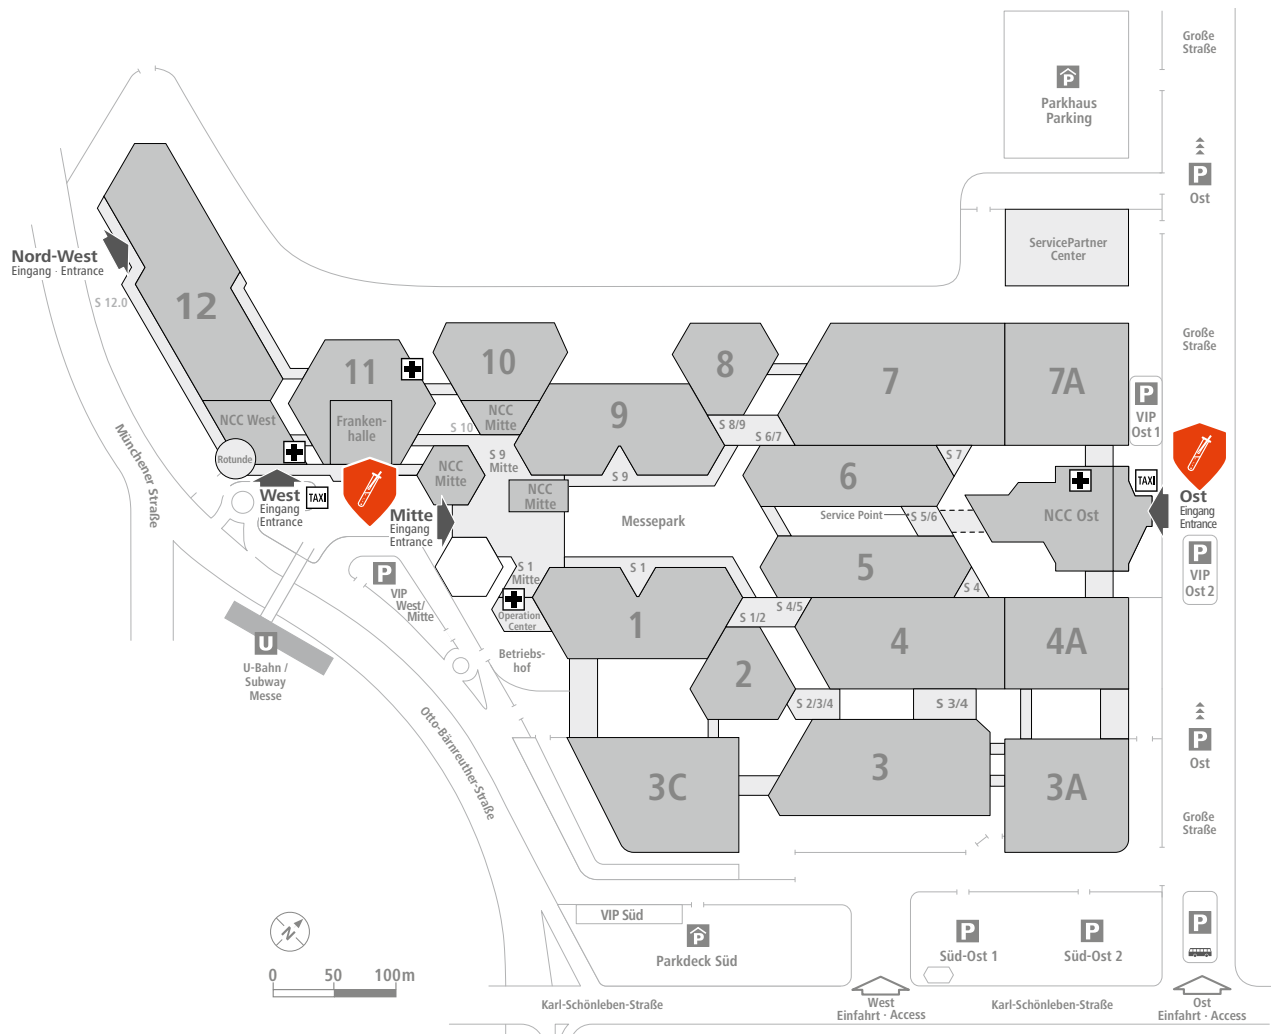 Große
Straße
P
Parkhaus
Parking
P
Ost
Nord-West
Eingang · Entrance
ServicePartner
Center
S 12.0
12
Große
Straße
11
10
8
7
7A
NCC West
Franken-
halle
NCC
Mitte
9
S 10
S 8/9
S 6/7
P
VIP
Ost 1
Münchener Straße
Rotunde
S 9
Mitte
NCC
Mitte
S 9
6
S 7
TAXI
West
Eingang
Entrance
TAXI
Mitte
Eingang
Entrance
NCC
Mitte
Messepark
Service Point
S 5/6
NCC Ost
Ost
Eingang
Entrance
P
VIP
West/
Mitte
S 1
Mitte
S 1
5
S 4
P
VIP
Ost 2
Operation
Center
1
S 1/2
S 4/5
4
4A
U
U-Bahn /
Subway
Messe
Betriebs-
hof
2
S 2/3/4
S 3/4
P
Ost
Otto-Bärnreuther-Straße
3C
3
3A
Große
Straße
VIP Süd
P
Parkdeck Süd
P
Süd-Ost 1
P
Süd-Ost 2
P
N
0 50 100m
Karl-Schönleben-Straße
West
Einfahrt · Access
Karl-Schönleben-Straße
Ost
Einfahrt · Access